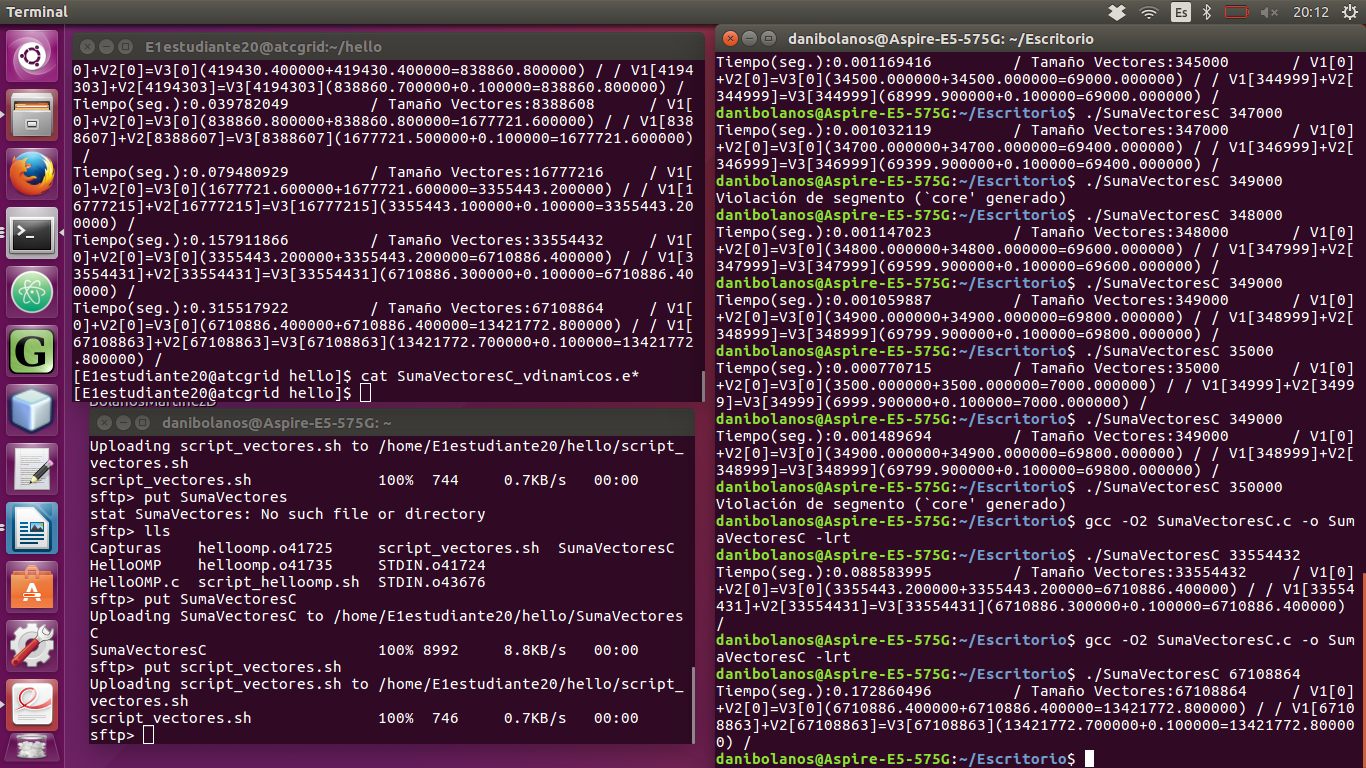 Terminal
Es
20:12
E1estudiante20@atcgrid:~/hello
0]+V2[0]=V3[0](419430.400000+419430.400000=838860.800000) / / V1[4194
303]+V2[4194303]=V3[4194303](838860.700000+0.100000=838860.800000) /
Tiempo(seg.):0.039782049 / Tamaño Vectores:8388608 / V1[
0]+V2[0]=V3[0](838860.800000+838860.800000=1677721.600000) / / V1[838
8607]+V2[8388607]=V3[8388607](1677721.500000+0.100000=1677721.600000)
/
Tiempo(seg.):0.079480929 / Tamaño Vectores:16777216 / V1[
0]+V2[0]=V3[0](1677721.600000+1677721.600000=3355443.200000) / / V1[1
6777215]+V2[16777215]=V3[16777215](3355443.100000+0.100000=3355443.20
0000) /
Tiempo(seg.):0.157911866 / Tamaño Vectores:33554432 / V1[
0]+V2[0]=V3[0](3355443.200000+3355443.200000=6710886.400000) / / V1[3
3554431]+V2[33554431]=V3[33554431](6710886.300000+0.100000=6710886.40
0000) /
Tiempo(seg.):0.315517922 / Tamaño Vectores:67108864 / V1[
0]+V2[0]=V3[0](6710886.400000+6710886.400000=13421772.800000) / / V1[
67108863]+V2[67108863]=V3[67108863](13421772.700000+0.100000=13421772
.800000) /
[E1estudiante20@atcgrid hello]$ cat SumaVectoresC_vdinamicos.e*
[E1estudiante20@atcgrid hello]$
danibolanos@Aspire-E5-575G: ~
Uploading script_vectores.sh to /home/E1estudiante20/hello/script_
vectores.sh
script_vectores.sh 100% 744 0.7KB/s 00:00
sftp> put SumaVectores
stat SumaVectores: No such file or directory
sftp> lls
Capturas helloomp.o41725 script_vectores.sh SumaVectoresC
HelloOMP helloomp.o41735 STDIN.o41724
HelloOMP.c script_helloomp.sh STDIN.o43676
sftp> put SumaVectoresC
Uploading SumaVectoresC to /home/E1estudiante20/hello/SumaVectores
C
SumaVectoresC 100% 8992 8.8KB/s 00:00
sftp> put script_vectores.sh
Uploading script_vectores.sh to /home/E1estudiante20/hello/script_
vectores.sh
script_vectores.sh 100% 746 0.7KB/s 00:00
sftp>
danibolanos@Aspire-E5-575G: ~/Escritorio
Tiempo(seg.):0.001169416 / Tamaño Vectores:345000 / V1[0]
+V2[0]=V3[0](34500.000000+34500.000000=69000.000000) / / V1[344999]+V2[
344999]=V3[344999](68999.900000+0.100000=69000.000000) /
danibolanos@Aspire-E5-575G:~/Escritorio$ ./SumaVectoresC 347000
Tiempo(seg.):0.001032119 / Tamaño Vectores:347000 / V1[0]
+V2[0]=V3[0](34700.000000+34700.000000=69400.000000) / / V1[346999]+V2[
346999]=V3[346999](69399.900000+0.100000=69400.000000) /
danibolanos@Aspire-E5-575G:~/Escritorio$ ./SumaVectoresC 349000
Violación de segmento (`core' generado)
danibolanos@Aspire-E5-575G:~/Escritorio$ ./SumaVectoresC 348000
Tiempo(seg.):0.001147023 / Tamaño Vectores:348000 / V1[0]
+V2[0]=V3[0](34800.000000+34800.000000=69600.000000) / / V1[347999]+V2[
347999]=V3[347999](69599.900000+0.100000=69600.000000) /
danibolanos@Aspire-E5-575G:~/Escritorio$ ./SumaVectoresC 349000
Tiempo(seg.):0.001059887 / Tamaño Vectores:349000 / V1[0]
+V2[0]=V3[0](34900.000000+34900.000000=69800.000000) / / V1[348999]+V2[
348999]=V3[348999](69799.900000+0.100000=69800.000000) /
danibolanos@Aspire-E5-575G:~/Escritorio$ ./SumaVectoresC 35000
Tiempo(seg.):0.000770715 / Tamaño Vectores:35000 / V1[0]
+V2[0]=V3[0](3500.000000+3500.000000=7000.000000) / / V1[34999]+V2[3499
9]=V3[34999](6999.900000+0.100000=7000.000000) /
danibolanos@Aspire-E5-575G:~/Escritorio$ ./SumaVectoresC 349000
Tiempo(seg.):0.001489694 / Tamaño Vectores:349000 / V1[0]
+V2[0]=V3[0](34900.000000+34900.000000=69800.000000) / / V1[348999]+V2[
348999]=V3[348999](69799.900000+0.100000=69800.000000) /
danibolanos@Aspire-E5-575G:~/Escritorio$ ./SumaVectoresC 350000
Violación de segmento (`core' generado)
danibolanos@Aspire-E5-575G:~/Escritorio$ gcc -O2 SumaVectoresC.c -o Sum
aVectoresC -lrt
danibolanos@Aspire-E5-575G:~/Escritorio$ ./SumaVectoresC 33554432
Tiempo(seg.):0.088583995 / Tamaño Vectores:33554432 / V1[0]
+V2[0]=V3[0](3355443.200000+3355443.200000=6710886.400000) / / V1[33554
431]+V2[33554431]=V3[33554431](6710886.300000+0.100000=6710886.400000)
/
danibolanos@Aspire-E5-575G:~/Escritorio$ gcc -O2 SumaVectoresC.c -o Sum
aVectoresC -lrt
danibolanos@Aspire-E5-575G:~/Escritorio$ ./SumaVectoresC 67108864
Tiempo(seg.):0.172860496 / Tamaño Vectores:67108864 / V1[0]
+V2[0]=V3[0](6710886.400000+6710886.400000=13421772.800000) / / V1[6710
8863]+V2[67108863]=V3[67108863](13421772.700000+0.100000=13421772.80000
0) /
danibolanos@Aspire-E5-575G:~/Escritorio$